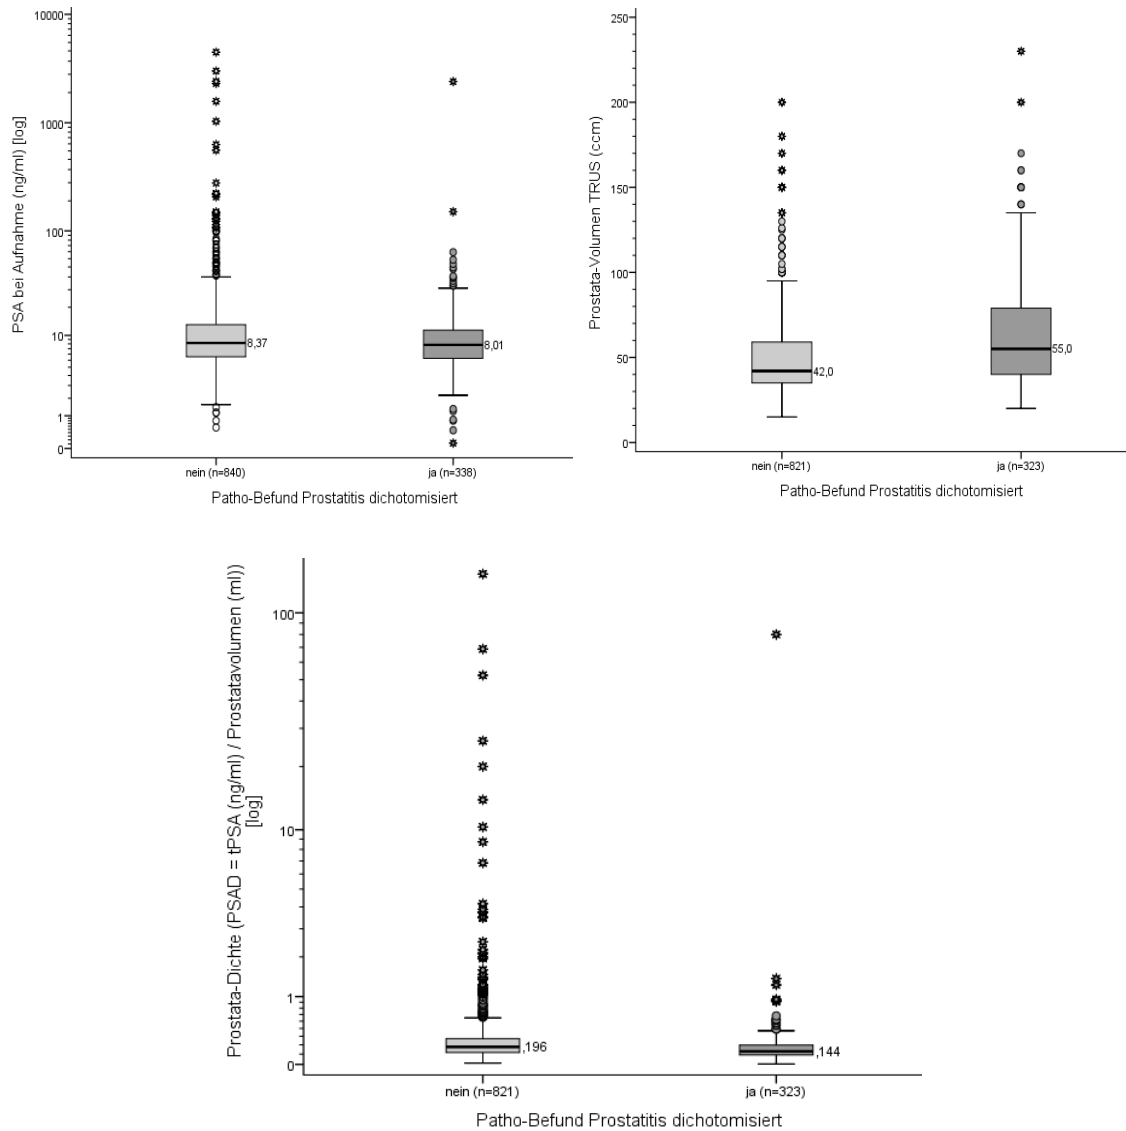 PSA bei Aufnahme (ng/ml) [log]
10000
1000
100
10
1
0
8,37
8,01
nein (n=840)
ja (n=338)
Patho-Befund Prostatitis dichotomisiert
Prostata-Volumen TRUS (ccm)
250
200
150
100
50
0
42,0
55,0
nein (n=821)
ja (n=323)
Patho-Befund Prostatitis dichotomisiert
Prostata-Dichte (PSAD = tPSA (ng/ml) / Prostatavolumen (ml))
[log]
100
10
1
0
,196
,144
nein (n=821)
ja (n=323)
Patho-Befund Prostatitis dichotomisiert